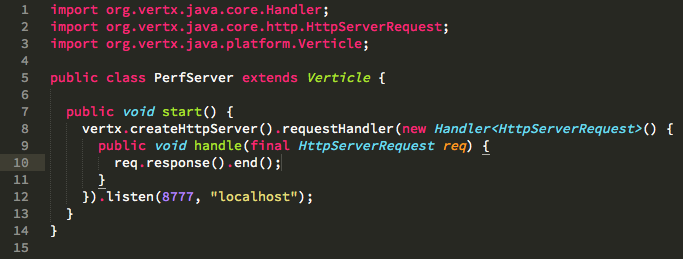 1 import org.vertx.java.core.Handler;
2 import org.vertx.java.core.http.HttpServerRequest;
3 import org.vertx.java.platform.Verticle;
4
5 public class PerfServer extends Verticle {
6
7 public void start() {
8 vertx.createHttpServer().requestHandler(new Handler<HttpServerRequest>() {
9 public void handle(final HttpServerRequest req) {
10 req.response().end();
11 }
12 }).listen(8777, "localhost");
13 }
14 }
15